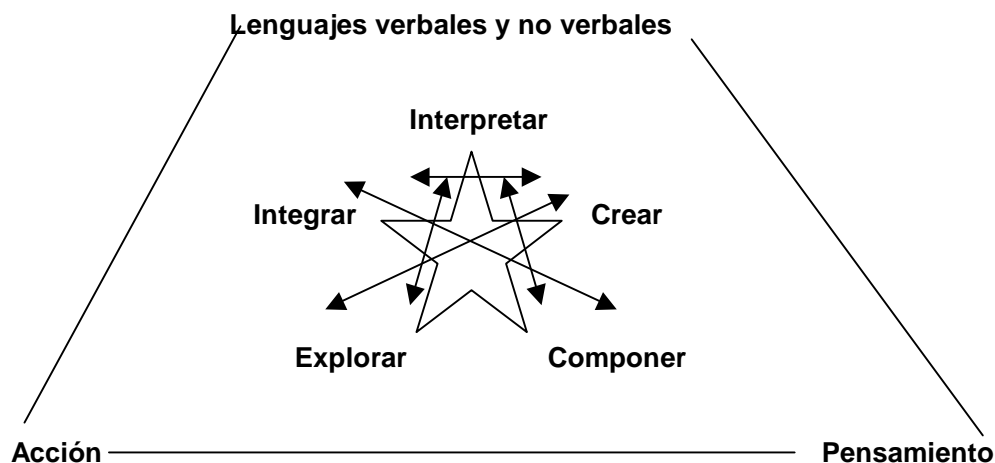 Lenguajes verbales y no verbales
Interpretar
Integrar
Crear
Explorar
Componer
Acción
Pensamiento